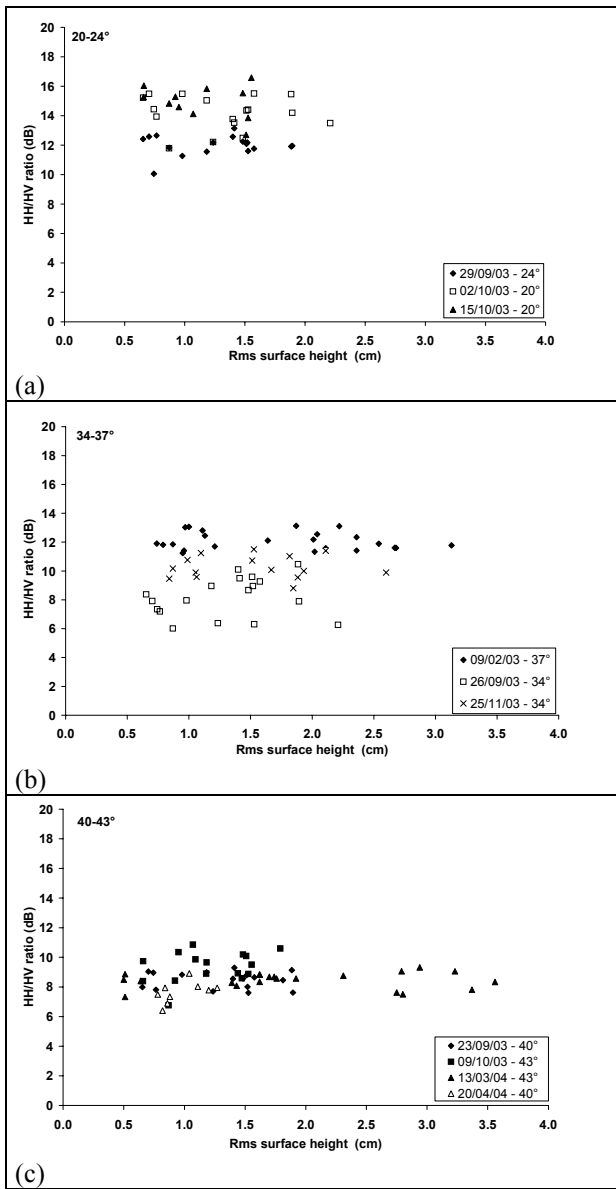 20-24°
20
18
16
14
12
10
8
6
4
2
0
HH/HV ratio (dB)
29/09/03 - 24°
02/10/03 - 20°
15/10/03 - 20°
0.0 0.5 1.0 1.5 2.0 2.5 3.0 3.5 4.0
Rms surface height (cm)
(a)
34-37°
20
18
16
14
12
10
8
6
4
2
0
HH/HV ratio (dB)
09/02/03 - 37°
26/09/03 - 34°
25/11/03 - 34°
0.0 0.5 1.0 1.5 2.0 2.5 3.0 3.5 4.0
Rms surface height (cm)
(b)
40-43°
20
18
16
14
12
10
8
6
4
2
0
HH/HV ratio (dB)
23/09/03 - 40°
09/10/03 - 43°
13/03/04 - 43°
20/04/04 - 40°
0.0 0.5 1.0 1.5 2.0 2.5 3.0 3.5 4.0
Rms surface height (cm)
(c)